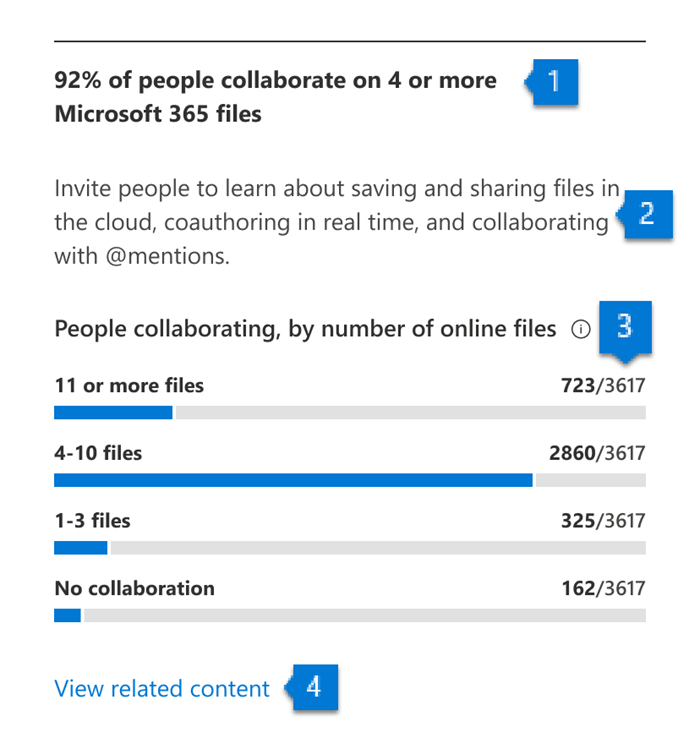 92% of people collaborate on 4 or more 1
Microsoft 365 files
Invite people to learn about saving and sharing files in
the cloud, coauthoring in real time, and collaborating 2
with @mentions.
People collaborating, by number of online files ⓘ 3
11 or more files 723/3617
4-10 files 2860/3617
1-3 files 325/3617
No collaboration 162/3617
View related content 4